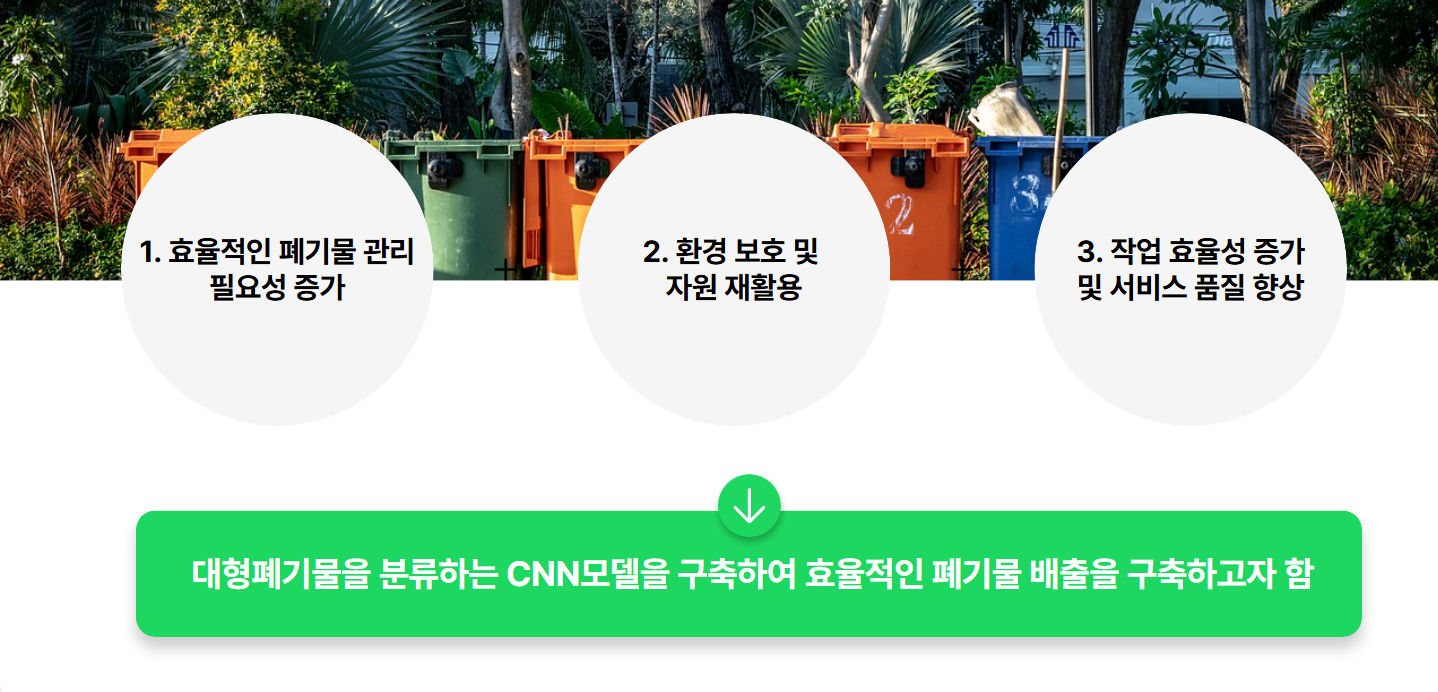 1. 효율적인 폐기물 관리
필요성 증가
+
2. 환경 보호 및
자원 재활용
+
3. 작업 효율성 증가
및 서비스 품질 향상
2
3
대형폐기물을 분류하는 CNN모델을 구축하여 효율적인 폐기물 배출을 구축하고자 함